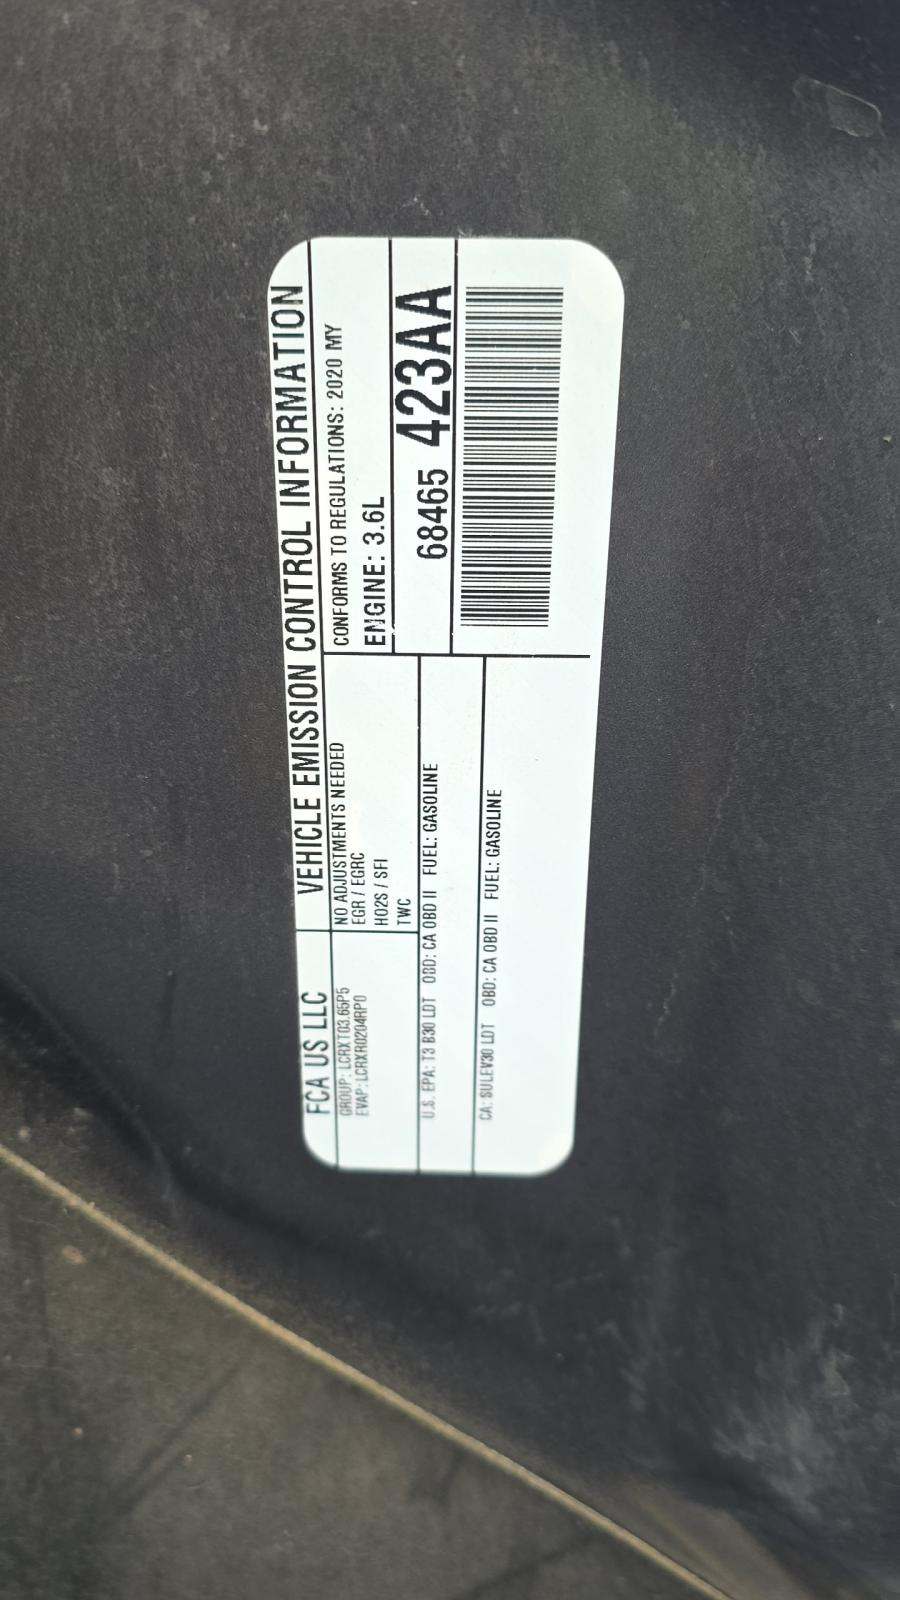 FCA US LLC
VEHICLE EMISSION CONTROL INFORMATION
GROUP: LCRXT03.65P5
EVAP: LCRXR0204RP0
NO ADJUSTMENTS NEEDED
EGR / EGRC
HO2S / SFI
TWC
CONFORMS TO REGULATIONS: 2020 MY
ENGINE: 3.6L
U.S. EPA: T3 B30 LDT OBD: CA OBD II FUEL: GASOLINE
CA: SULEV30 LDT OBD: CA OBD II FUEL: GASOLINE
68465 423AA